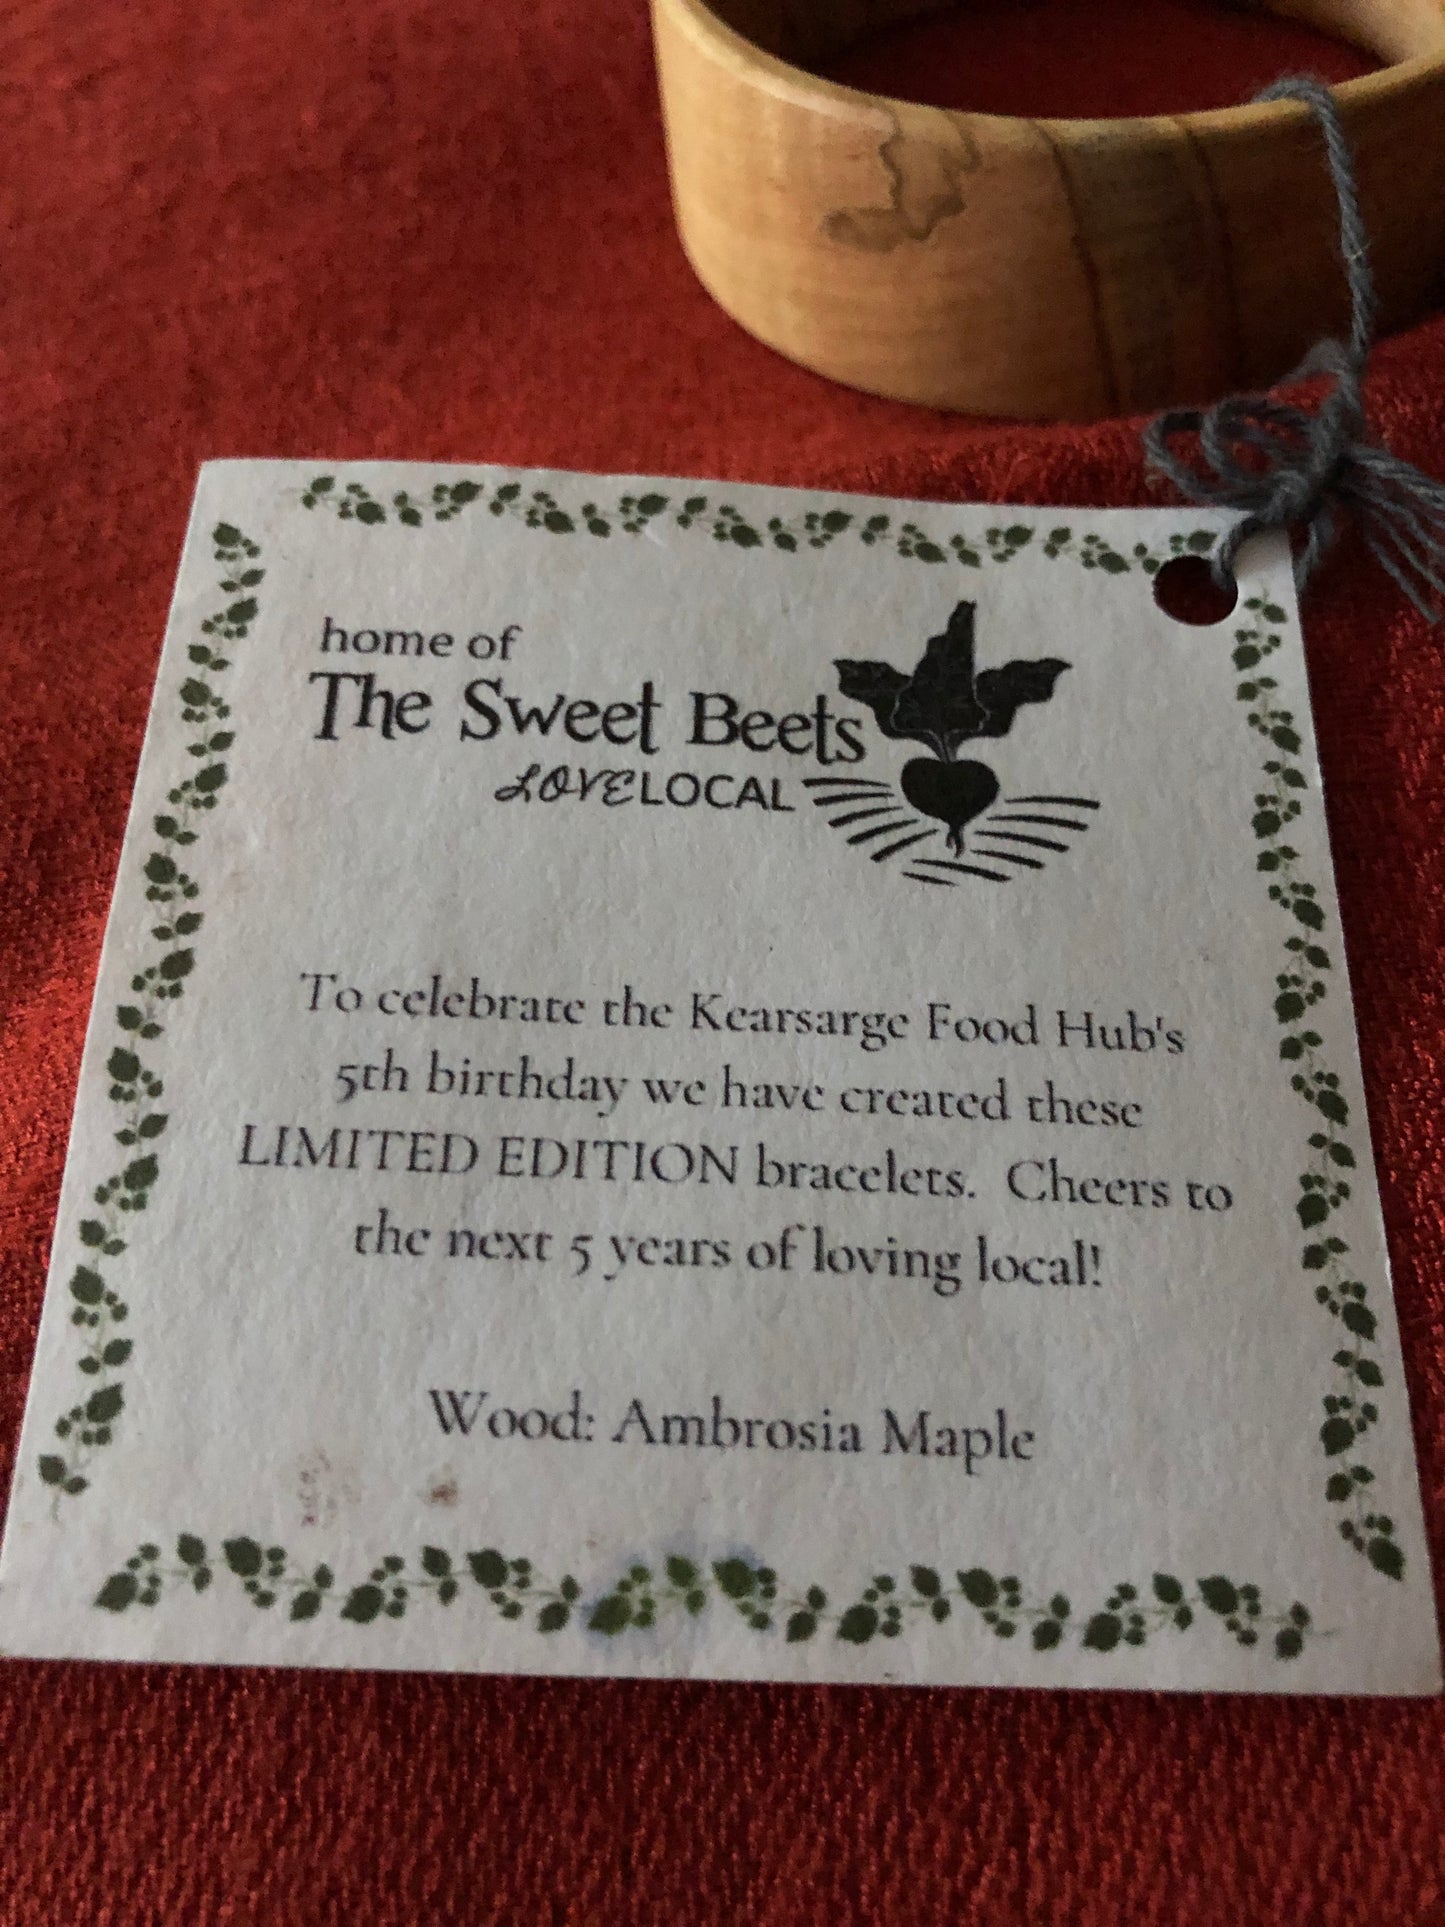 home of
The Sweet Beets
LOVELOCAL
To celebrate the Kearsarge Food Hub's
5th birthday we have created these
LIMITED EDITION bracelets. Cheers to
the next 5 years of loving local!
Wood: Ambrosia Maple